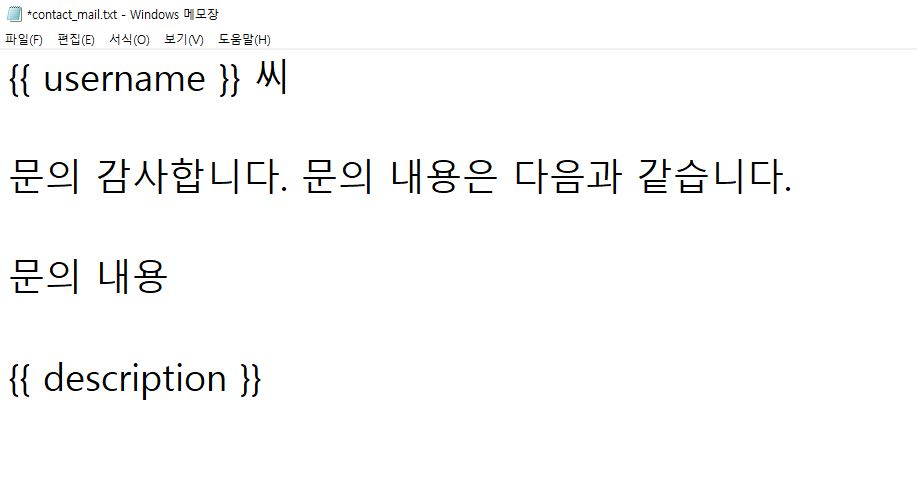 *contact_mail.txt - Windows 메모장
파일(F) 편집(E) 서식(O) 보기(V) 도움말(H)
{{ username }} 씨
문의 감사합니다. 문의 내용은 다음과 같습니다.
문의 내용
{{ description }}